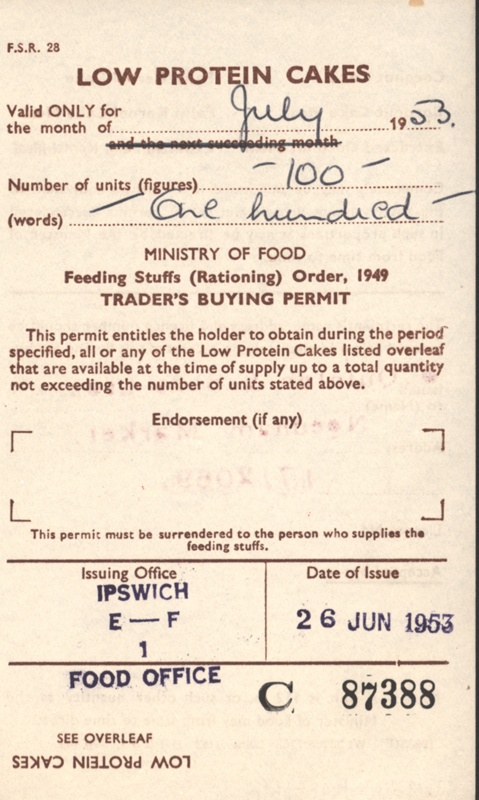 F.S.R. 28
LOW PROTEIN CAKES
Valid ONLY for
the month of July 1953.
and the next succeeding month
Number of units (figures) – 100 –
(words) – One hundred –
MINISTRY OF FOOD
Feeding Stuffs (Rationing) Order, 1949
TRADER'S BUYING PERMIT
This permit entitles the holder to obtain during the period
specified, all or any of the Low Protein Cakes listed overleaf
that are available at the time of supply up to a total quantity
not exceeding the number of units stated above.
Endorsement (if any)
This permit must be surrendered to the person who supplies the
feeding stuffs.
Issuing Office
IPSWICH
E — F
1
FOOD OFFICE
Date of Issue
26 JUN 1953
C 87388
SEE OVERLEAF
LOW PROTEIN CAKES